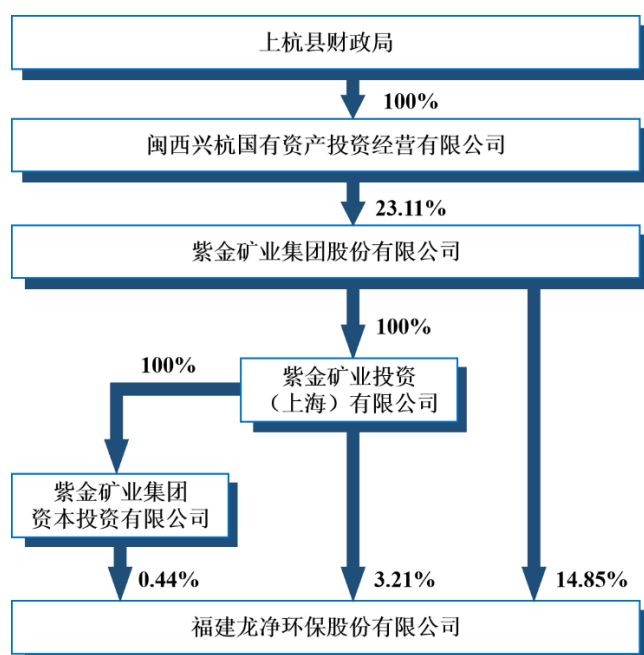 上杭县财政局
100%
闽西兴杭国有资产投资经营有限公司
23.11%
紫金矿业集团股份有限公司
100%
100%
紫金矿业投资
（上海）有限公司
紫金矿业集团
资本投资有限公司
0.44%
3.21%
14.85%
福建龙净环保股份有限公司